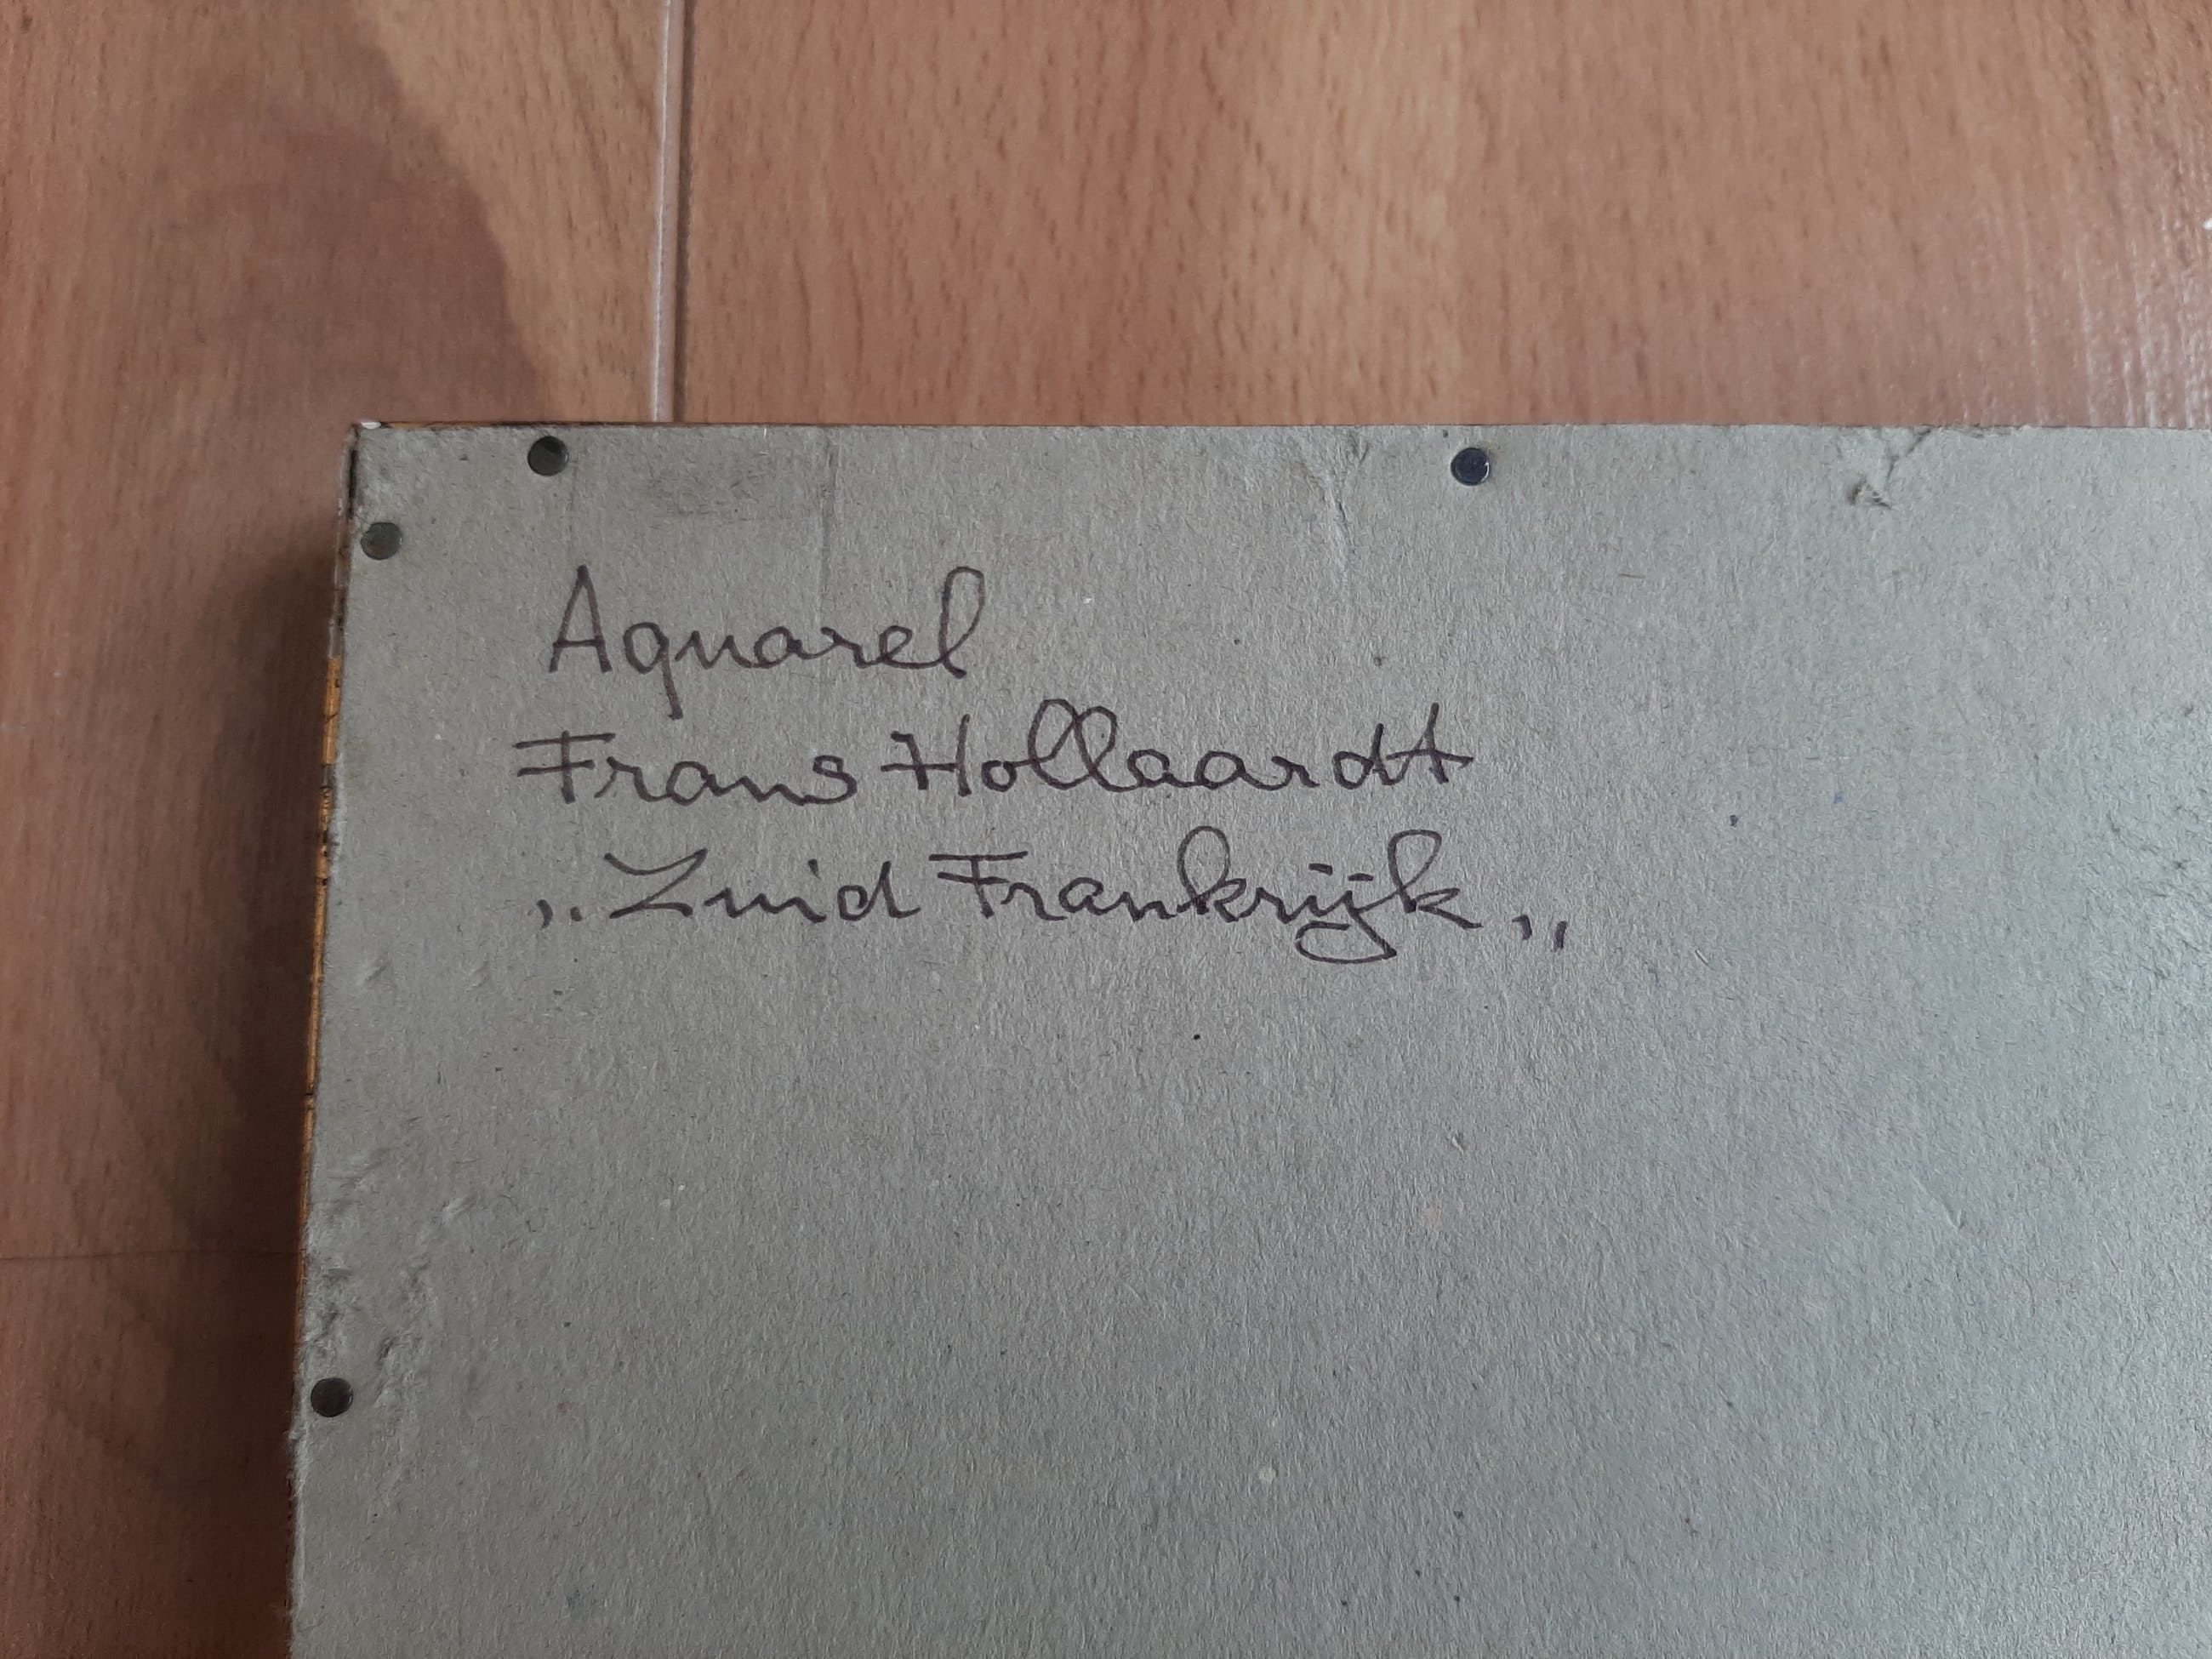 Aquarel
Frans Hollaardt
,,Zuid Frankrijk,,